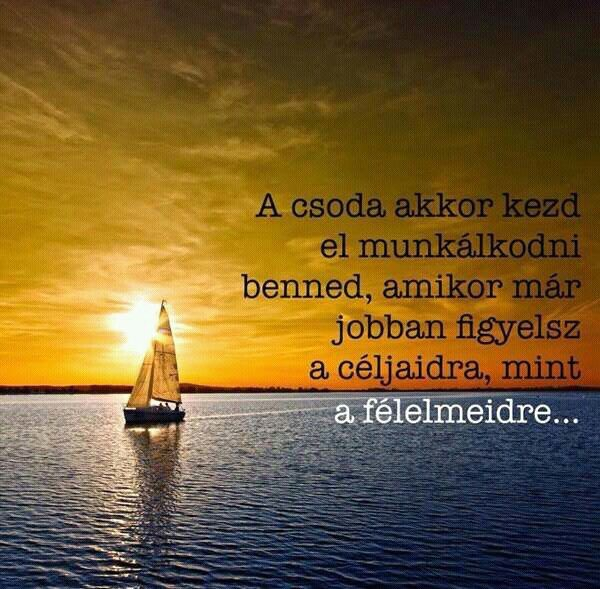 A csoda akkor kezd
el munkálkodni
benned, amikor már
jobban figyelsz
a céljaidra, mint
a félelmeidre...